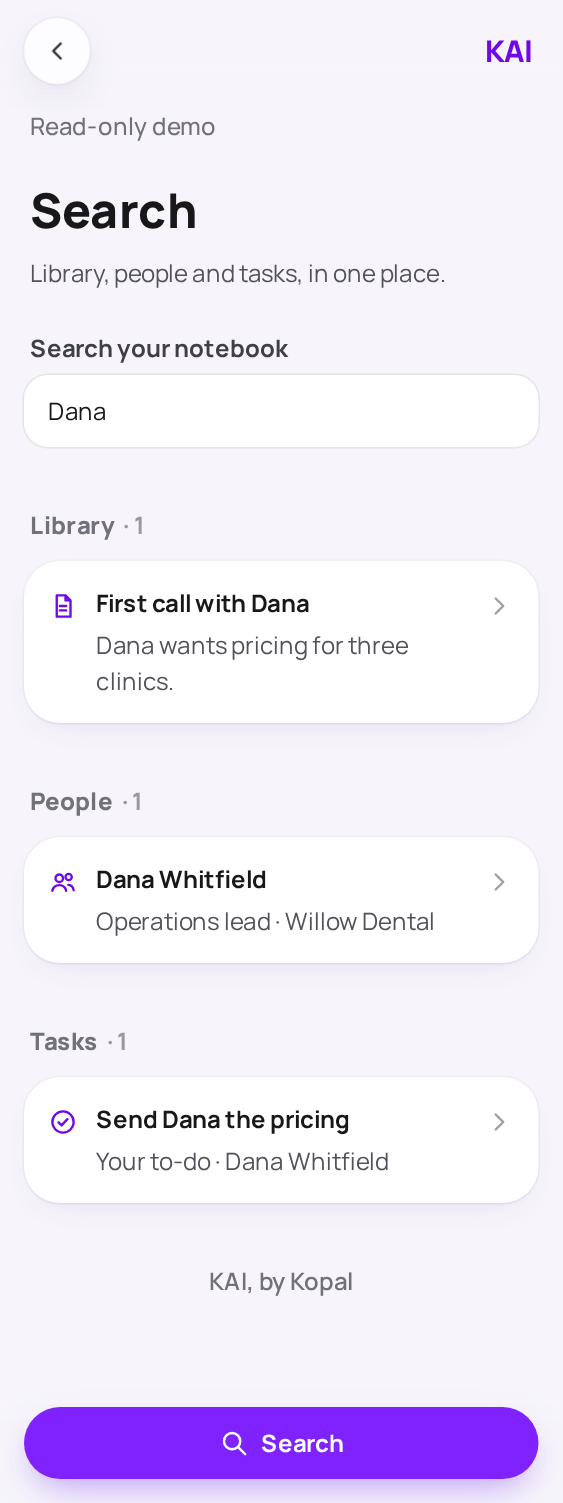 KAI
Read-only demo
Search
Library, people and tasks, in one place.
Search your notebook
Dana
Library · 1
First call with Dana
Dana wants pricing for three
clinics.
People · 1
Dana Whitfield
Operations lead · Willow Dental
Tasks · 1
Send Dana the pricing
Your to-do · Dana Whitfield
KAI, by Kopal
Search